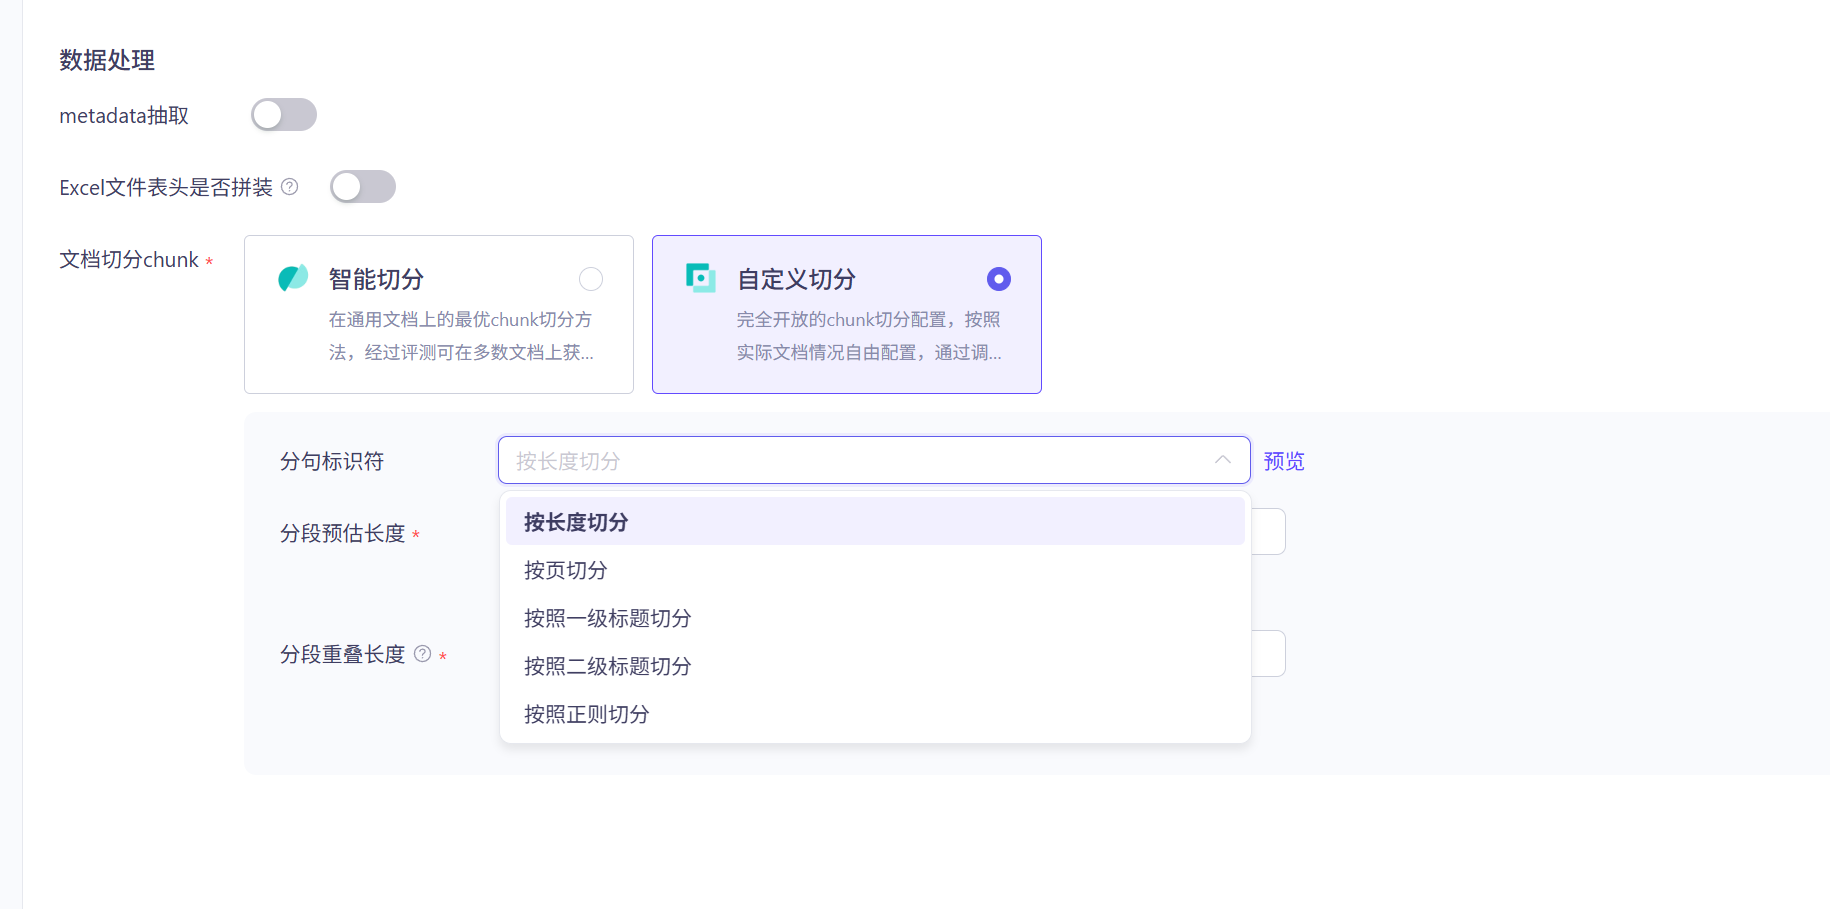 数据处理
metadata抽取
Excel文件表头是否拼装
文档切分chunk *
智能切分
在通用文档上的最优chunk切分方
法，经过评测可在多数文档上获...
自定义切分
完全开放的chunk切分配置，按照
实际文档情况自由配置，通过调...
分句标识符
按长度切分
预览
按长度切分
按页切分
按照一级标题切分
按照二级标题切分
按照正则切分
分段预估长度 *
分段重叠长度 *